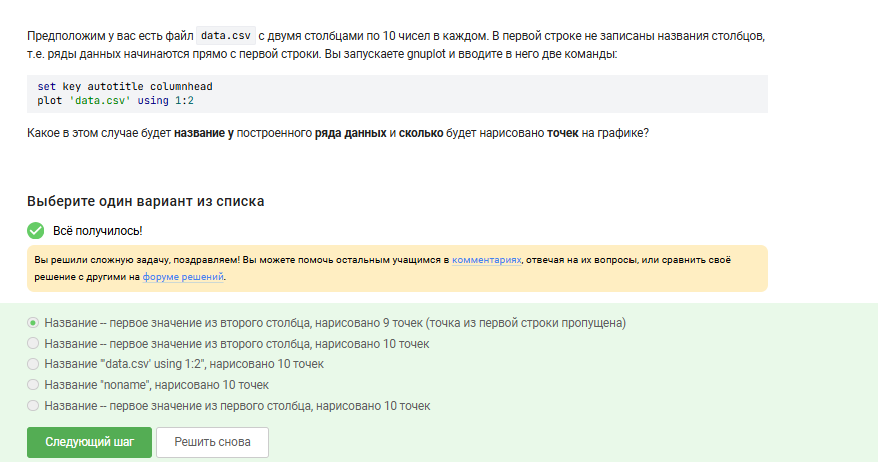 Предположим у вас есть файл data.csv с двумя столбцами по 10 чисел в каждом. В первой строке не записаны названия столбцов,
т.е. ряды данных начинаются прямо с первой строки. Вы запускаете gnuplot и вводите в него две команды:
set key autotitle columnhead
plot 'data.csv' using 1:2
Какое в этом случае будет название у построенного ряда данных и сколько будет нарисовано точек на графике?
Выберите один вариант из списка
Всё получилось!
Вы решили сложную задачу, поздравляем! Вы можете помочь остальным учащимся в комментариях, отвечая на их вопросы, или сравнить своё
решение с другими на форуме решений.
Название -- первое значение из второго столбца, нарисовано 9 точек (точка из первой строки пропущена)
Название -- первое значение из второго столбца, нарисовано 10 точек
Название "'data.csv' using 1:2", нарисовано 10 точек
Название "noname", нарисовано 10 точек
Название -- первое значение из первого столбца, нарисовано 10 точек
Следующий шаг Решить снова